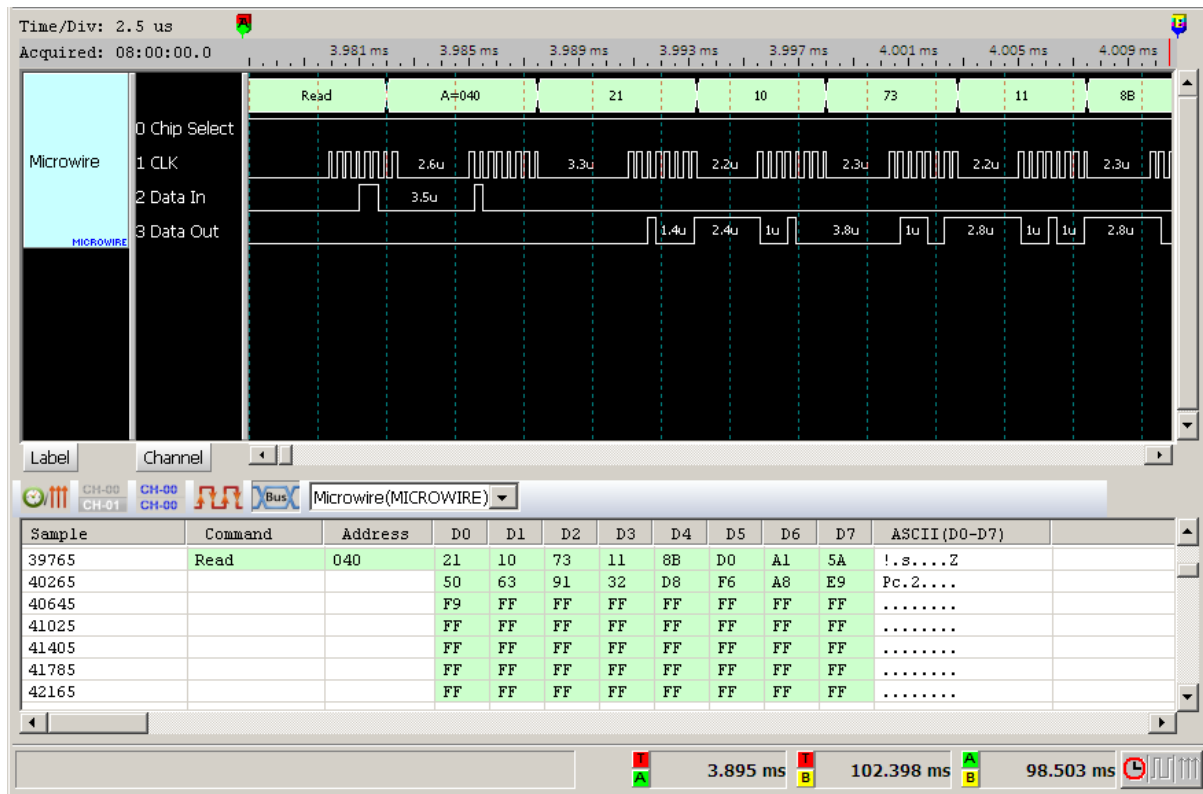 Time/Div: 2.5 us A B
Acquired: 08:00:00.0 3.981 ms 3.985 ms 3.989 ms 3.993 ms 3.997 ms 4.001 ms 4.005 ms 4.009 ms
Read A=040 21 10 73 11 8B
0 Chip Select
Microwire 1 CLK 2.6u 3.3u 2.2u 2.3u 2.2u 2.3u
2 Data In 3.5u
MICROWIRE 3 Data Out 1.4u 2.4u 1u 3.8u 1u 2.8u 1u 1u 2.8u
Label Channel
CH-00 CH-01 CH-00 CH-00 Bus Microwire(MICROWIRE)
Sample Command Address D0 D1 D2 D3 D4 D5 D6 D7 ASCII(D0-D7)
39765 Read 040 21 10 73 11 8B D0 A1 5A !.s....Z
40265 50 63 91 32 D8 F6 A8 E9 Pc.2....
40645 F9 FF FF FF FF FF FF FF ........
41025 FF FF FF FF FF FF FF FF ........
41405 FF FF FF FF FF FF FF FF ........
41785 FF FF FF FF FF FF FF FF ........
42165 FF FF FF FF FF FF FF FF ........
T A 3.895 ms T B 102.398 ms A B 98.503 ms